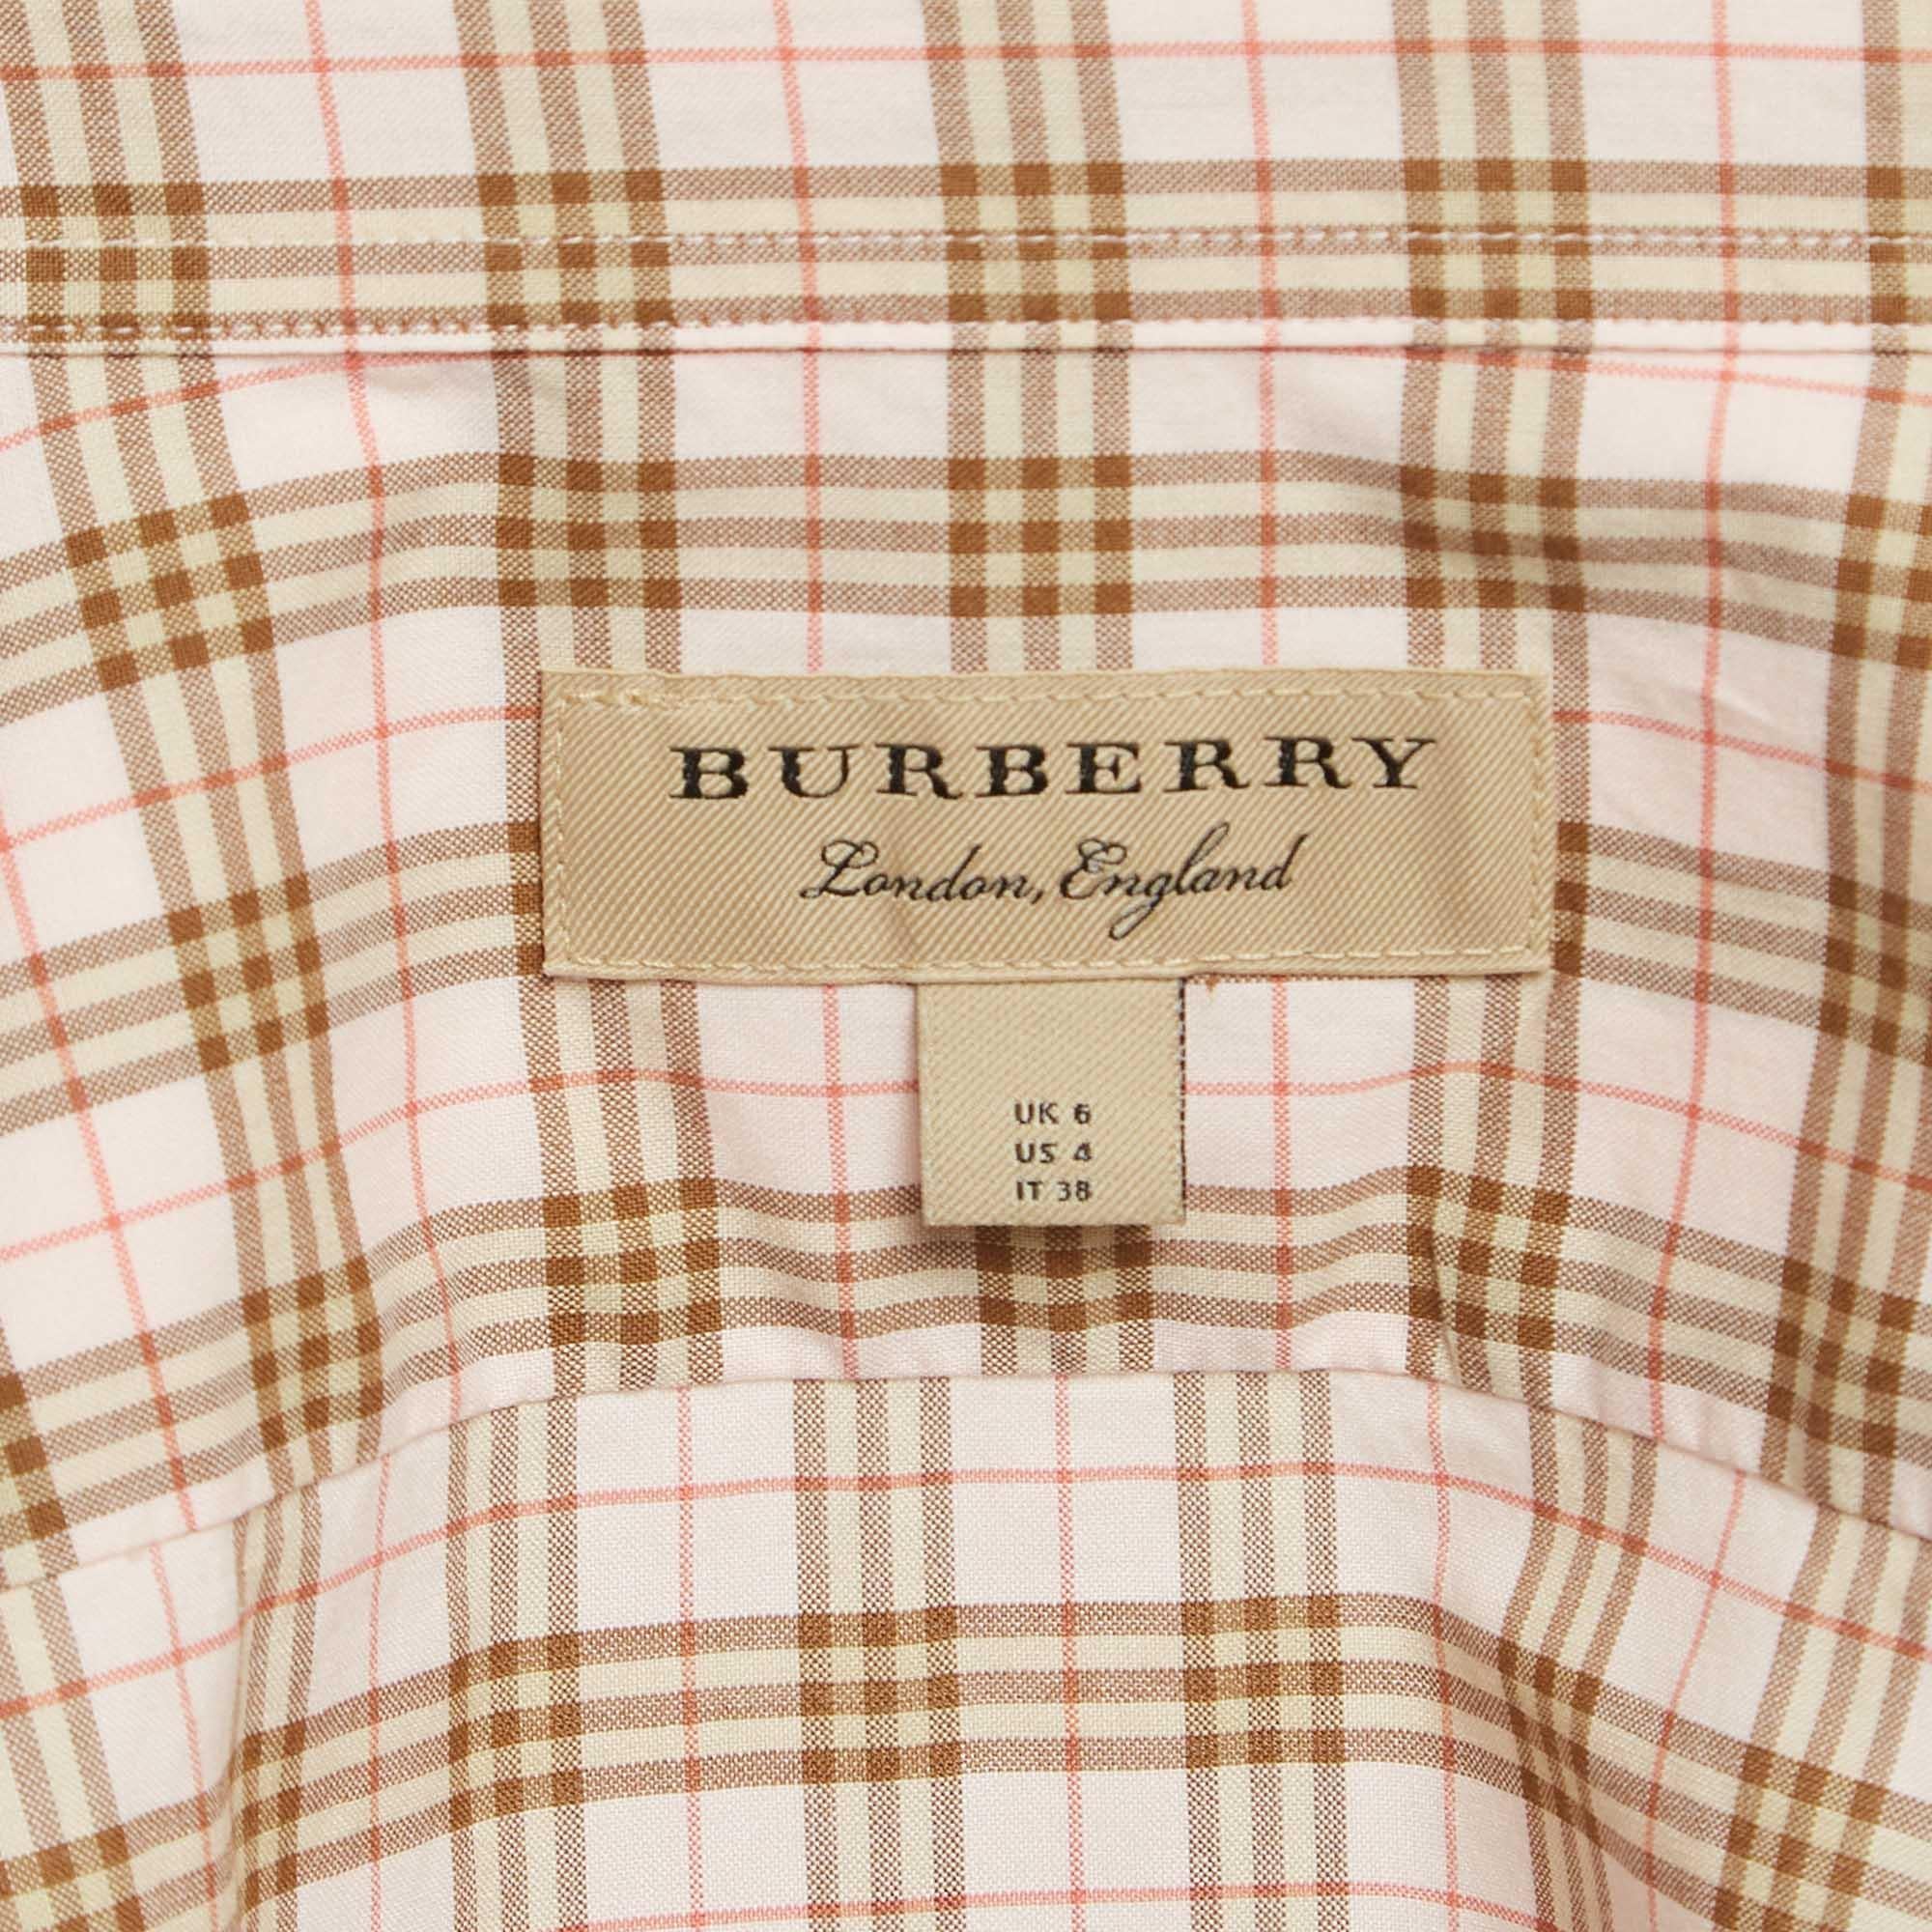 BURBERRY
London, England
UK 6
US 4
IT 38